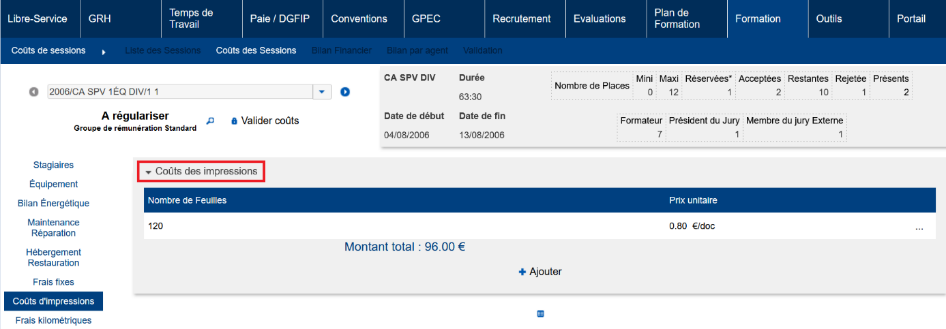 Libre-Service GRH Temps de Travail Paie / DGFIP Conventions GPEC Recrutement Evaluations Plan de Formation Formation Outils Portail
Coûts de sessions Liste des Sessions Coûts des Sessions Bilan Financier Bilan par agent Validation
2006/CA SPV 1ÉQ DIV/1 1
A régulariser
Groupe de rémunération Standard
Valider coûts
CA SPV DIV Durée
63:30
Date de début Date de fin
04/08/2006 13/08/2006
Nombre de Places Mini Maxi Réservées* Acceptées Restantes Rejetée Présents
0 12 1 2 10 1 2
Formateur Président du Jury Membre du jury Externe
7 1 1
Stagiaires
Équipement
Bilan Énergétique
Maintenance
Réparation
Hébergement
Restauration
Frais fixes
Coûts d'impressions
Frais kilométriques
Coûts des impressions
Nombre de Feuilles Prix unitaire
120 0.80 €/doc ...
Montant total : 96.00 €
Ajouter